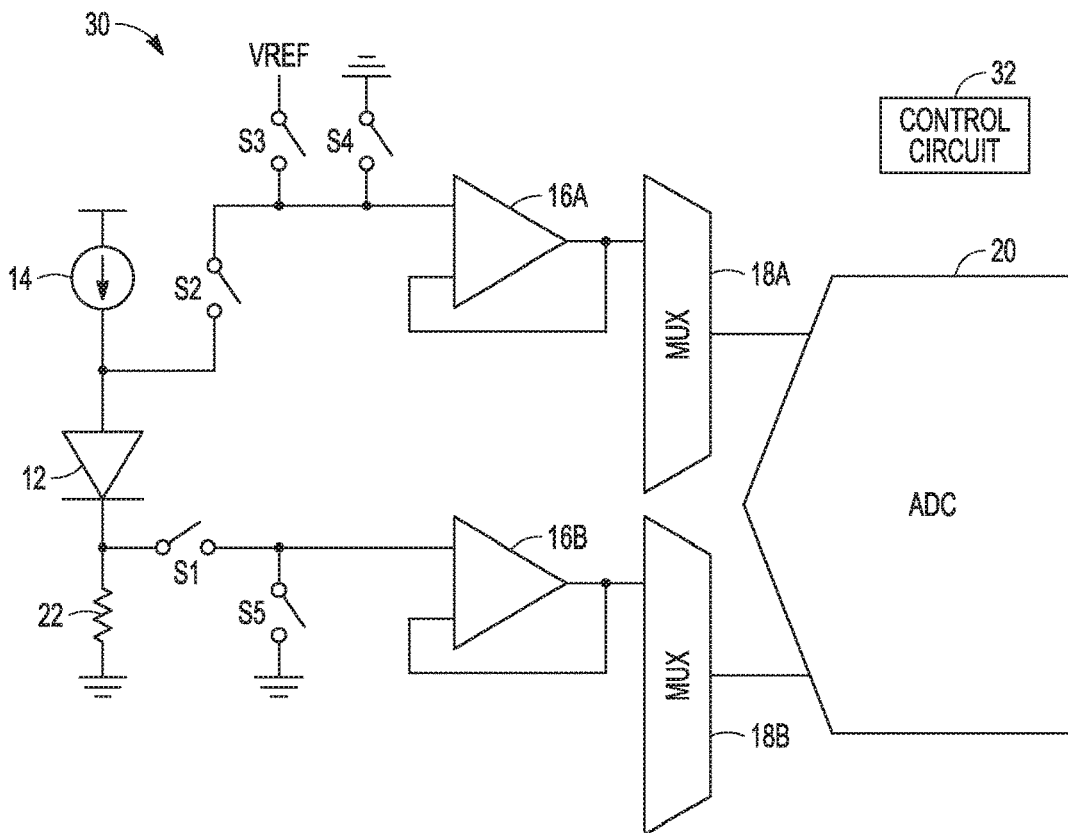 30
VREF
32
CONTROL
CIRCUIT
S3
S4
16A
20
14
S2
18A
MUX
12
ADC
16B
S1
S5
22
MUX
18B